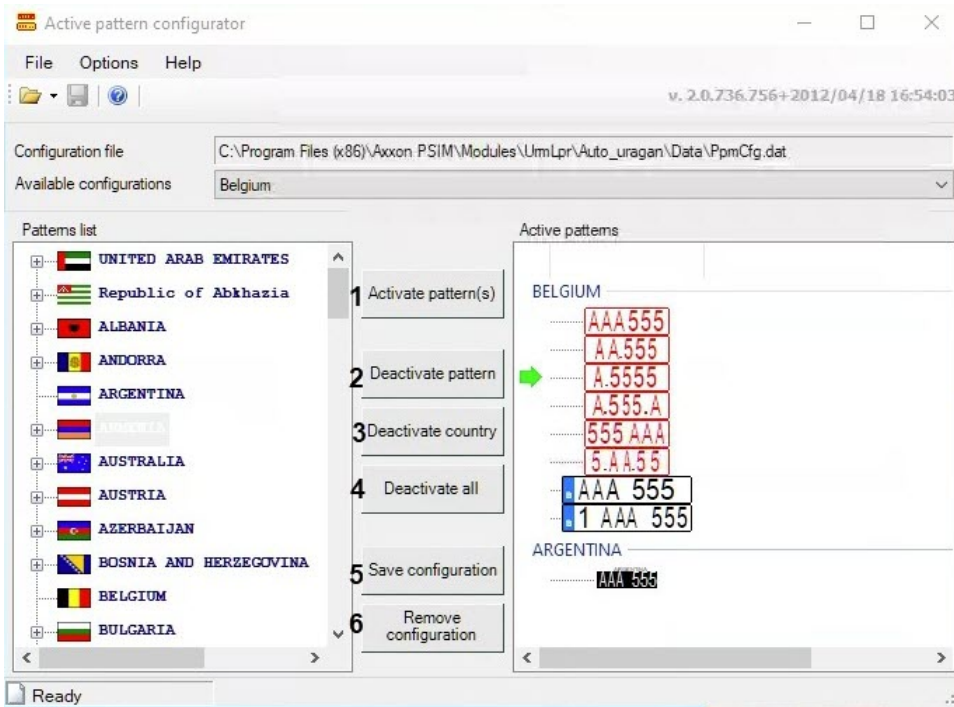 Active pattern configurator
File Options Help
v. 2.0.736.756+2012/04/18 16:54:03
Configuration file C:\Program Files (x86)\Axxon PSIM\Modules\UrmLpr\Auto_uragan\Data\PpmCfg.dat
Available configurations Belgium
Patterns list
UNITED ARAB EMIRATES
Republic of Abkhazia
ALBANIA
ANDORRA
ARGENTINA
ARMENIA
AUSTRALIA
AUSTRIA
AZERBAIJAN
BOSNIA AND HERZEGOVINA
BELGIUM
BULGARIA
1 Activate pattern(s)
2 Deactivate pattern
3 Deactivate country
4 Deactivate all
5 Save configuration
6 Remove
configuration
Active patterns
BELGIUM
AAA555
AA.555
A.5555
A.555.A
555 AAA
5.AA.55
AAA 555
1 AAA 555
ARGENTINA
AAA 555
Ready